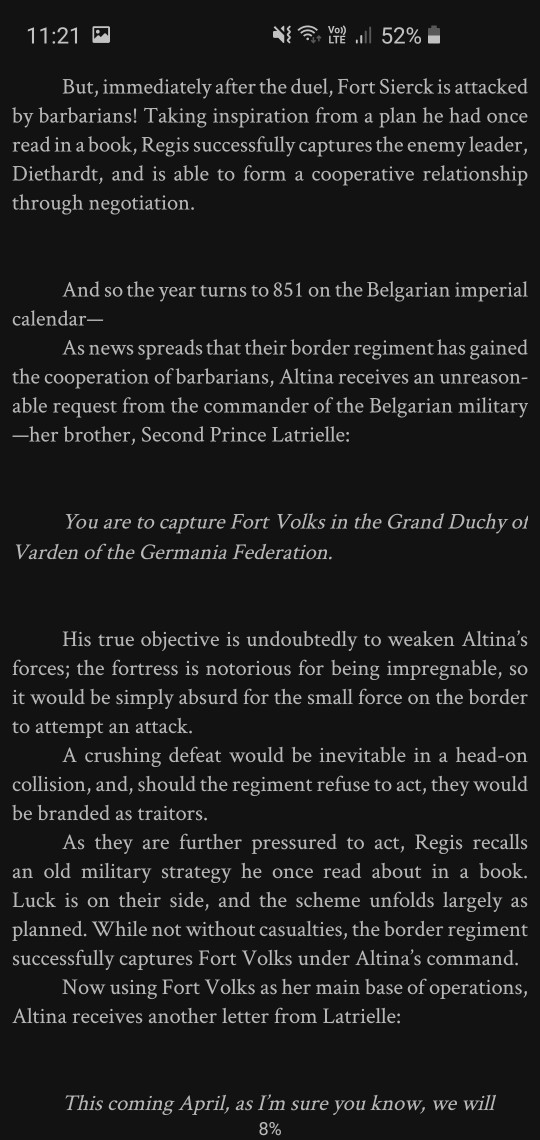 11:21 Vo)) LTE 52%
But, immediately after the duel, Fort Sierck is attacked
by barbarians! Taking inspiration from a plan he had once
read in a book, Regis successfully captures the enemy leader,
Diethardt, and is able to form a cooperative relationship
through negotiation.
And so the year turns to 851 on the Belgarian imperial
calendar—
As news spreads that their border regiment has gained
the cooperation of barbarians, Altina receives an unreason-
able request from the commander of the Belgarian military
—her brother, Second Prince Latrielle:
You are to capture Fort Volks in the Grand Duchy of
Varden of the Germania Federation.
His true objective is undoubtedly to weaken Altina’s
forces; the fortress is notorious for being impregnable, so
it would be simply absurd for the small force on the border
to attempt an attack.
A crushing defeat would be inevitable in a head-on
collision, and, should the regiment refuse to act, they would
be branded as traitors.
As they are further pressured to act, Regis recalls
an old military strategy he once read about in a book.
Luck is on their side, and the scheme unfolds largely as
planned. While not without casualties, the border regiment
successfully captures Fort Volks under Altina’s command.
Now using Fort Volks as her main base of operations,
Altina receives another letter from Latrielle:
This coming April, as I’m sure you know, we will
8%